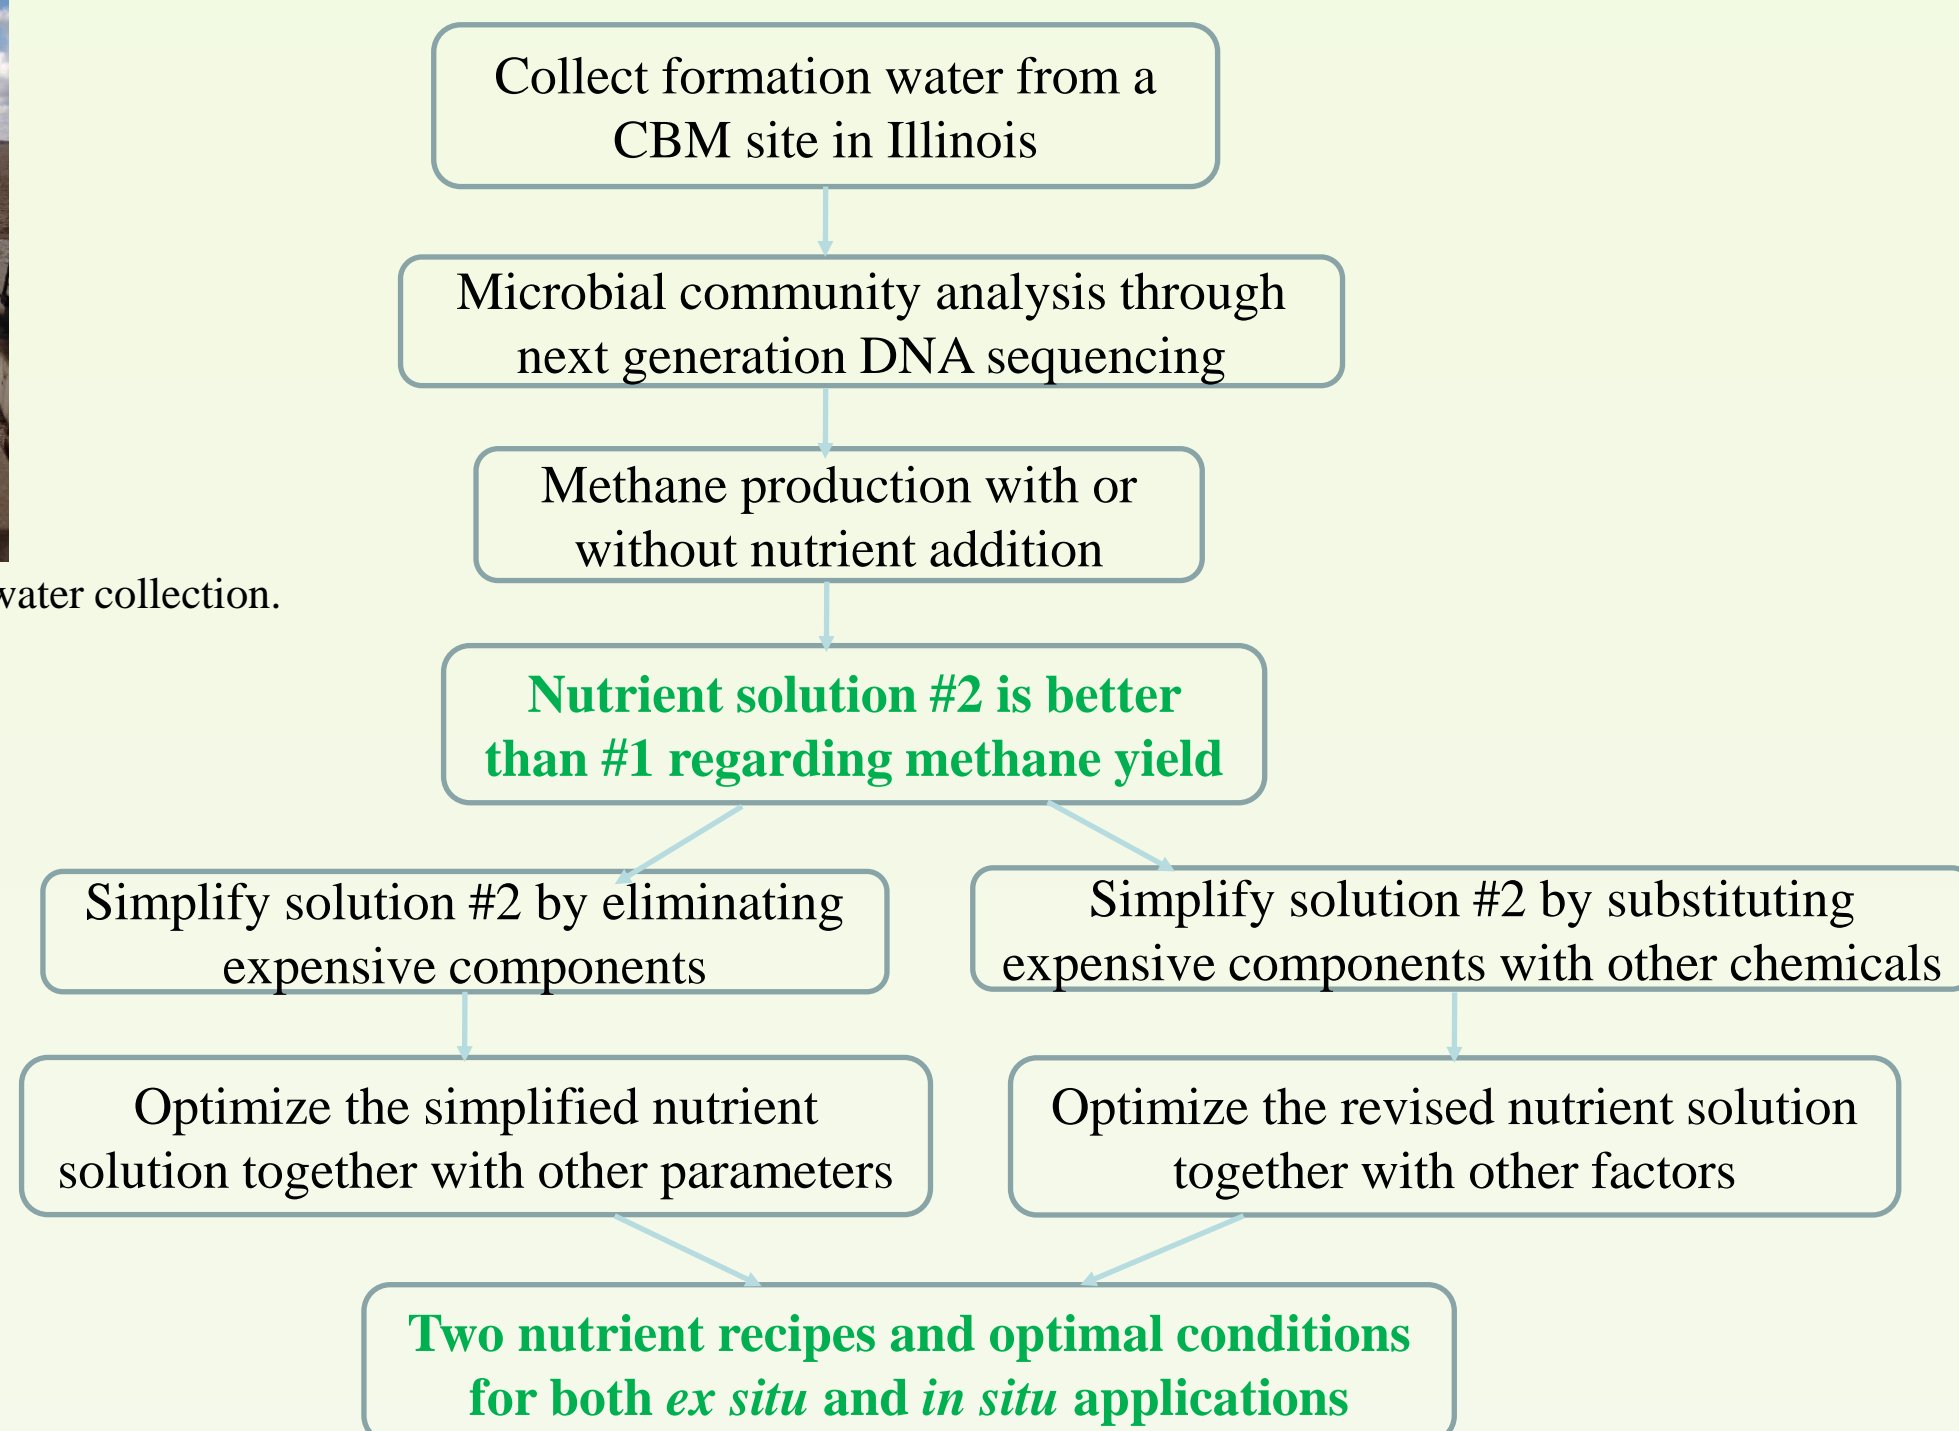 Collect formation water from a
CBM site in Illinois
Microbial community analysis through
next generation DNA sequencing
Methane production with or
without nutrient addition
water collection.
Nutrient solution #2 is better
than #1 regarding methane yield
Simplify solution #2 by eliminating
expensive components
Simplify solution #2 by substituting
expensive components with other chemicals
Optimize the simplified nutrient
solution together with other parameters
Optimize the revised nutrient solution
together with other factors
Two nutrient recipes and optimal conditions
for both ex situ and in situ applications